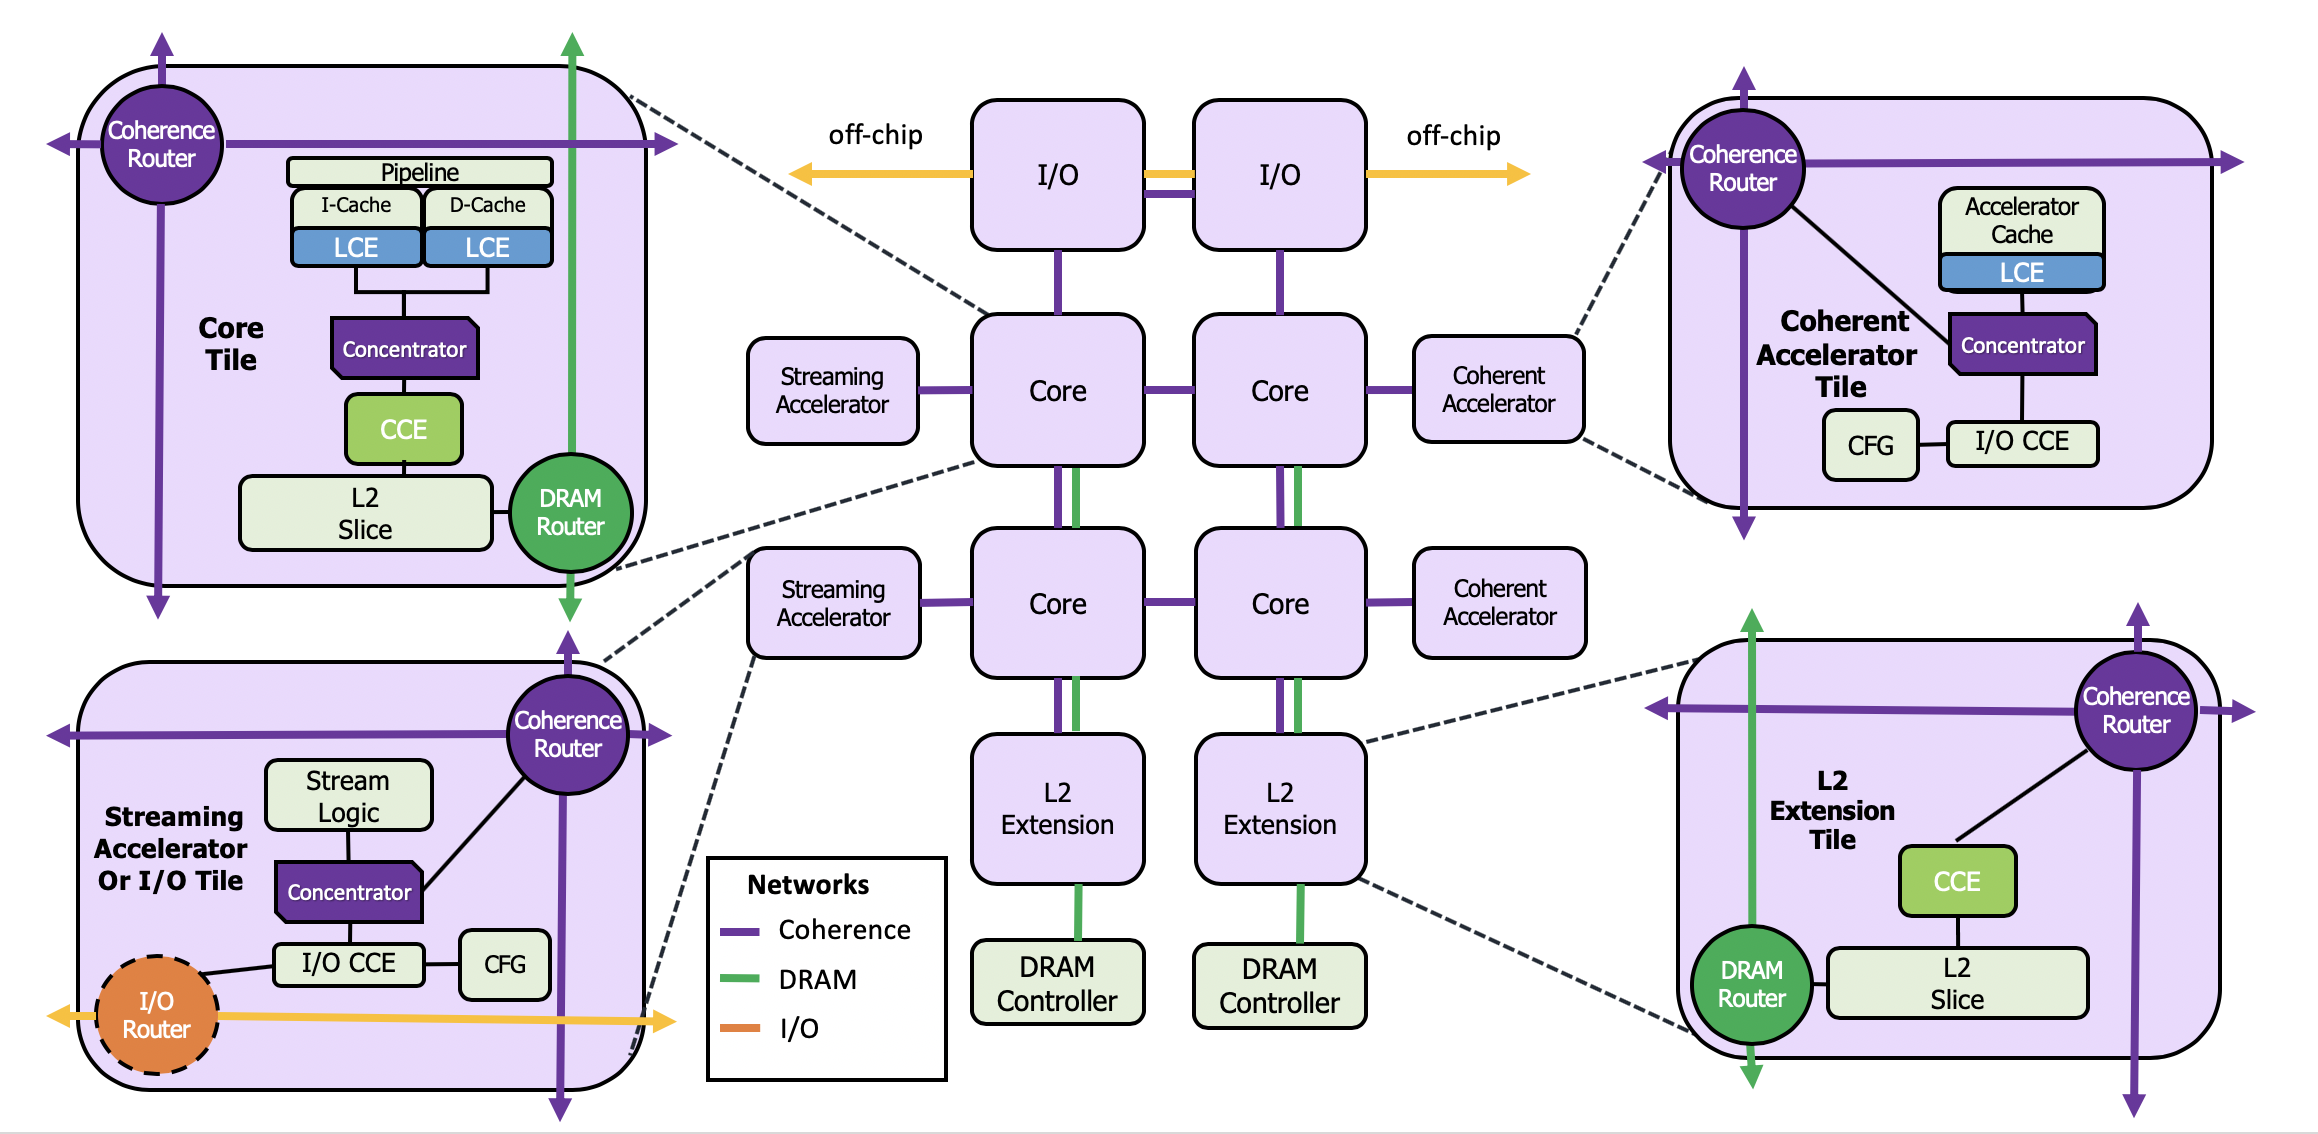 Coherence
Router
Pipeline
I-Cache
D-Cache
LCE
LCE
Core
Tile
Concentrator
CCE
L2
Slice
DRAM
Router
off-chip
I/O
I/O
off-chip
Streaming
Accelerator
Core
Core
Coherent
Accelerator
Streaming
Accelerator
Core
Core
Coherent
Accelerator
L2
Extension
L2
Extension
DRAM
Controller
DRAM
Controller
Networks
Coherence
DRAM
I/O
Coherence
Router
Accelerator
Cache
LCE
Coherent
Accelerator
Tile
Concentrator
CFG
I/O CCE
Coherence
Router
Stream
Logic
Streaming
Accelerator
Or I/O Tile
Concentrator
I/O CCE
CFG
I/O
Router
Coherence
Router
L2
Extension
Tile
CCE
DRAM
Router
L2
Slice